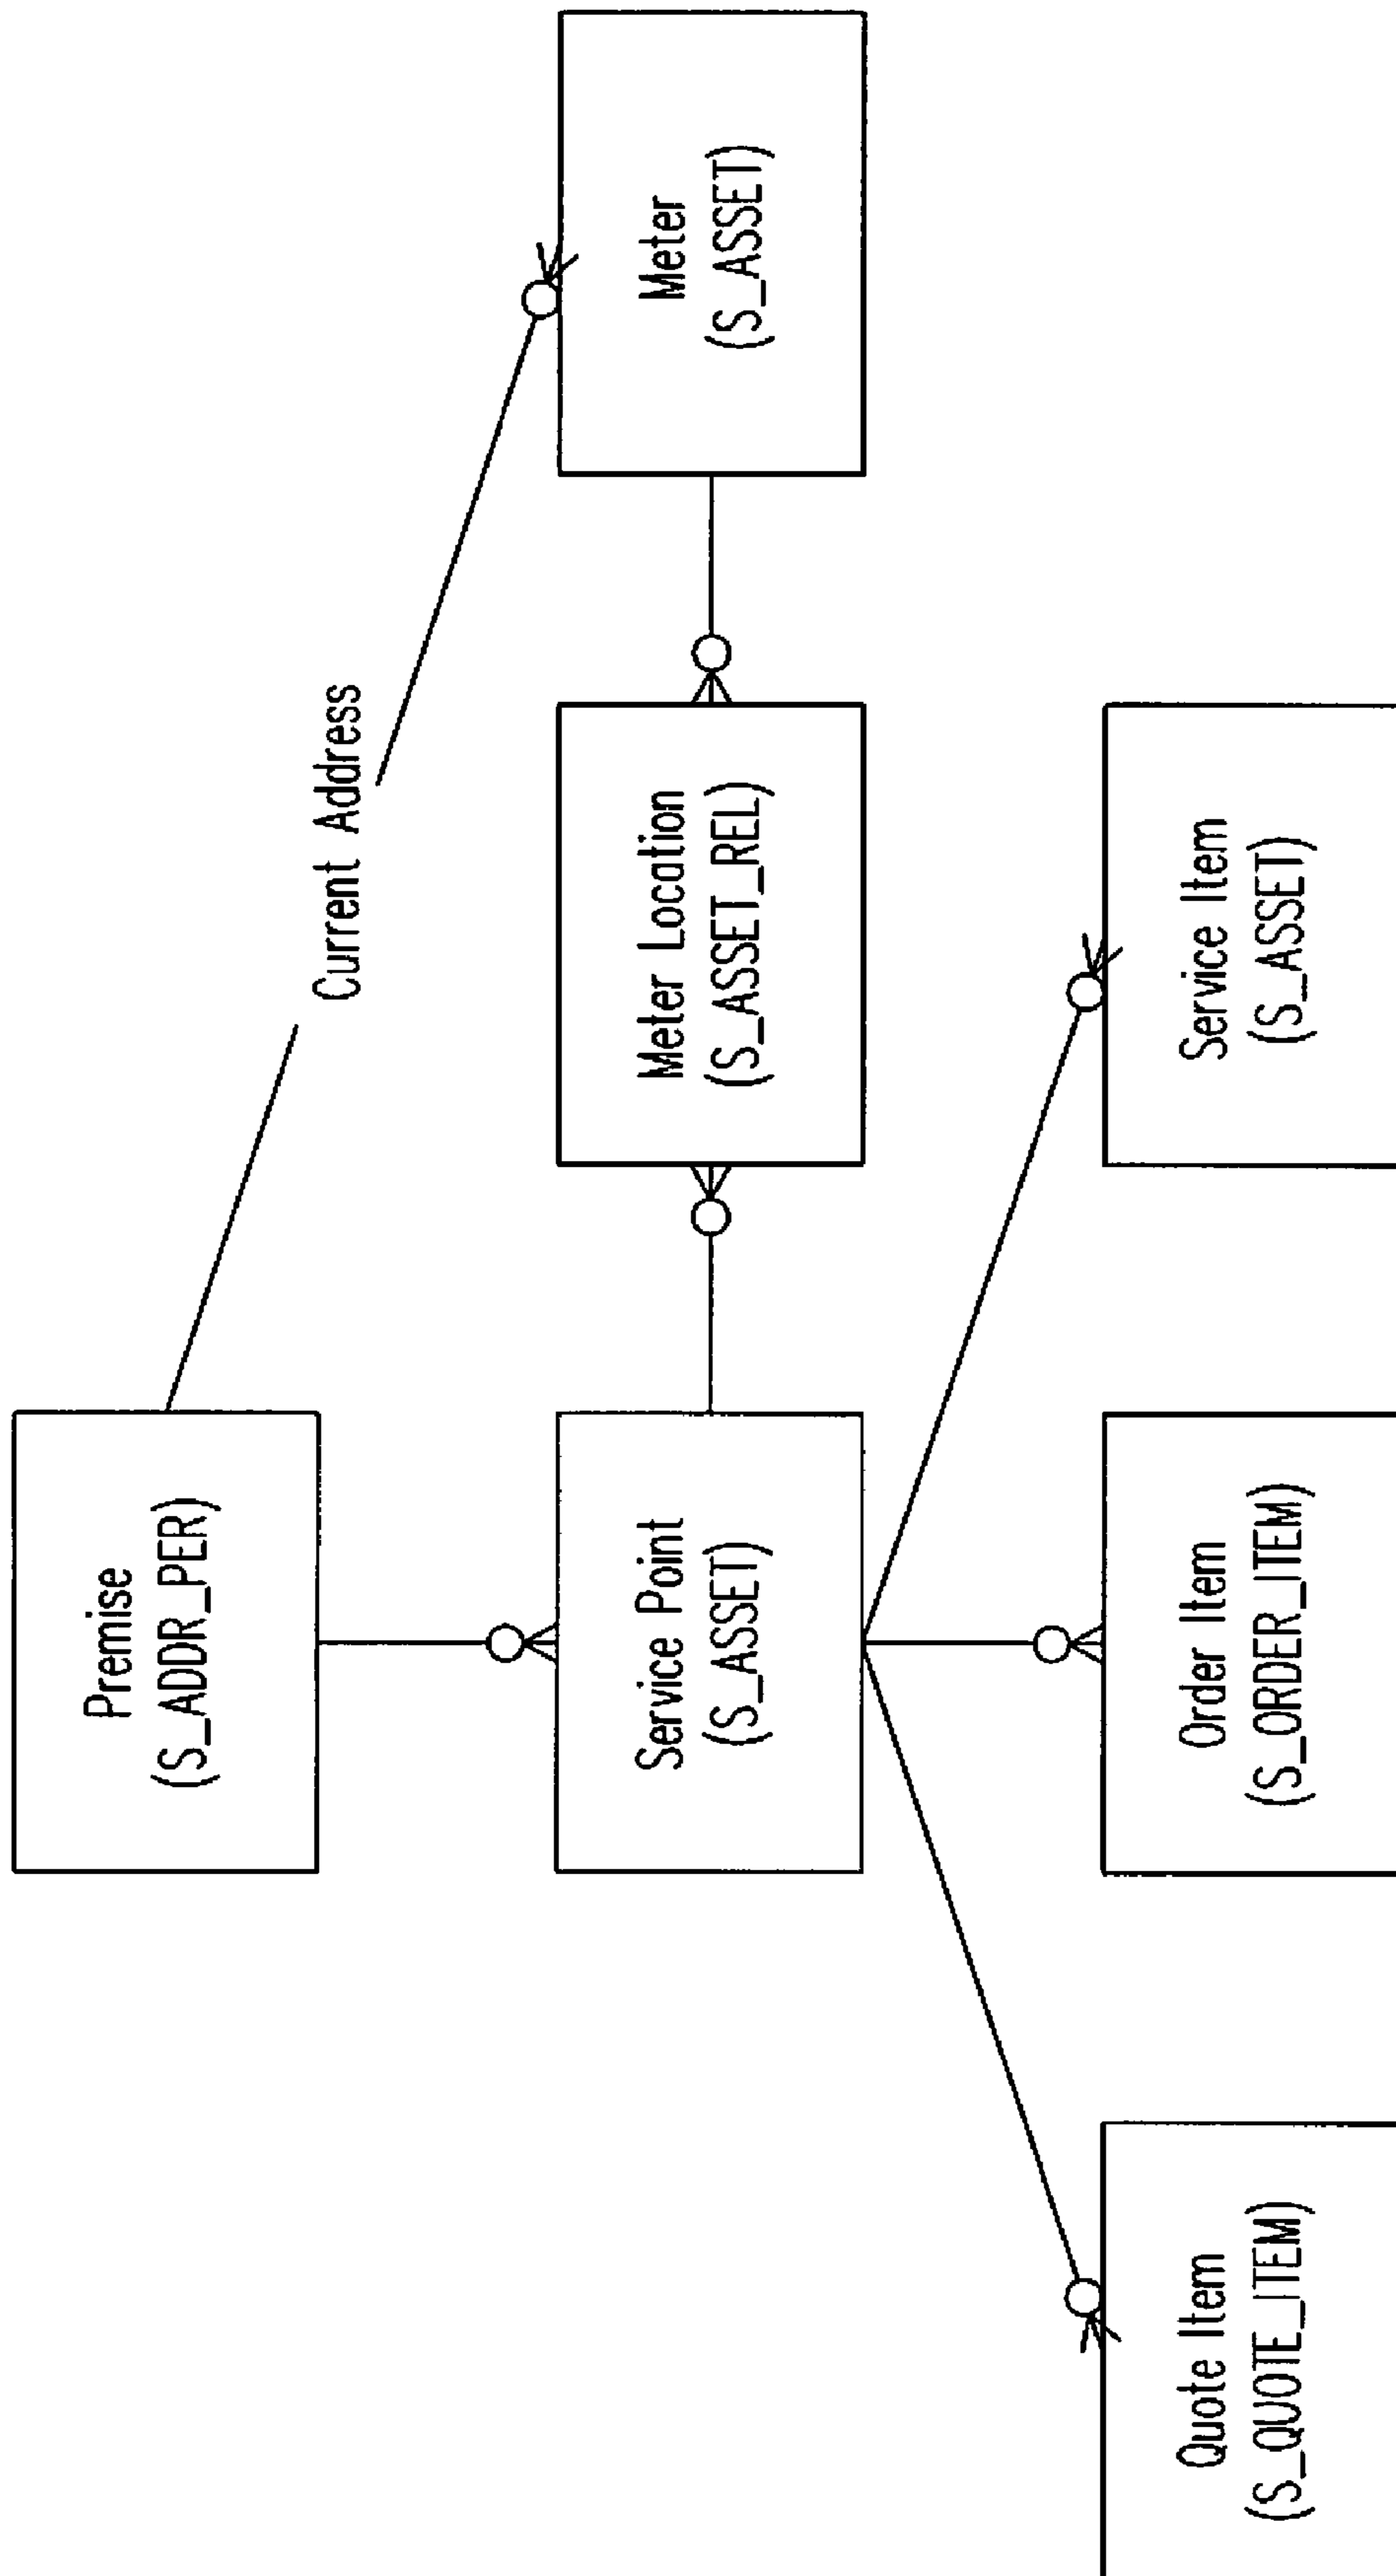 Premise
(S_ADDR_PER)
Current Address
Service Point
(S_ASSET)
Meter Location
(S_ASSET_REL)
Meter
(S_ASSET)
Quote Item
(S_QUOTE_ITEM)
Order Item
(S_ORDER_ITEM)
Service Item
(S_ASSET)